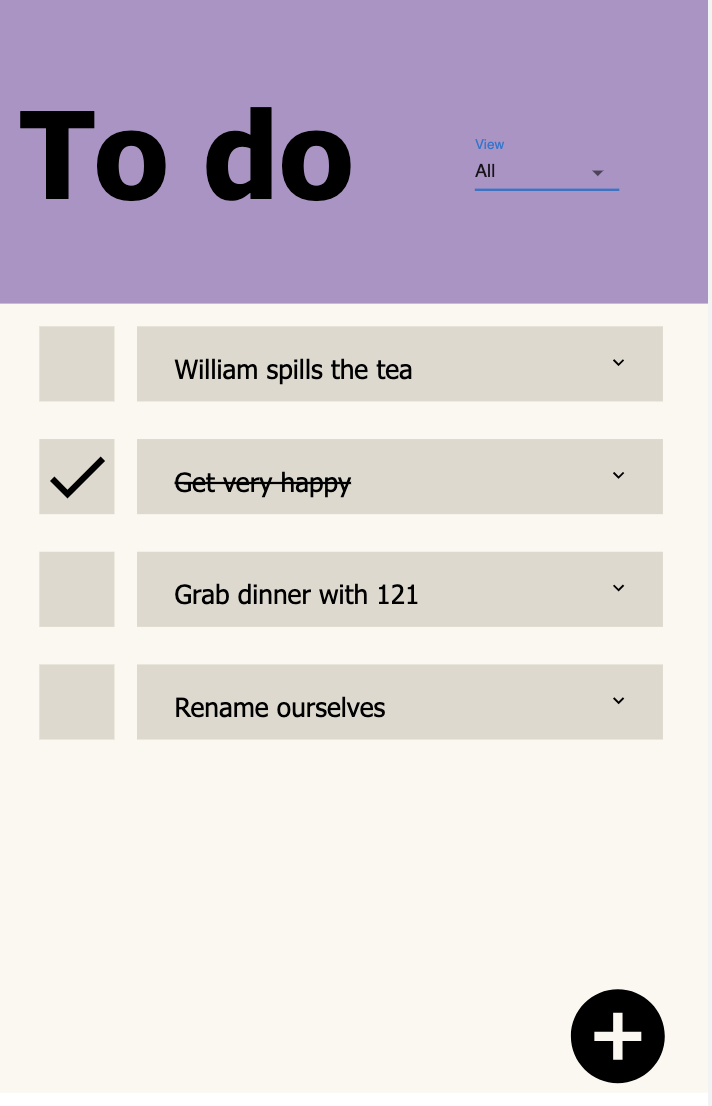 To do
View
All
William spills the tea
Get very happy
Grab dinner with 121
Rename ourselves